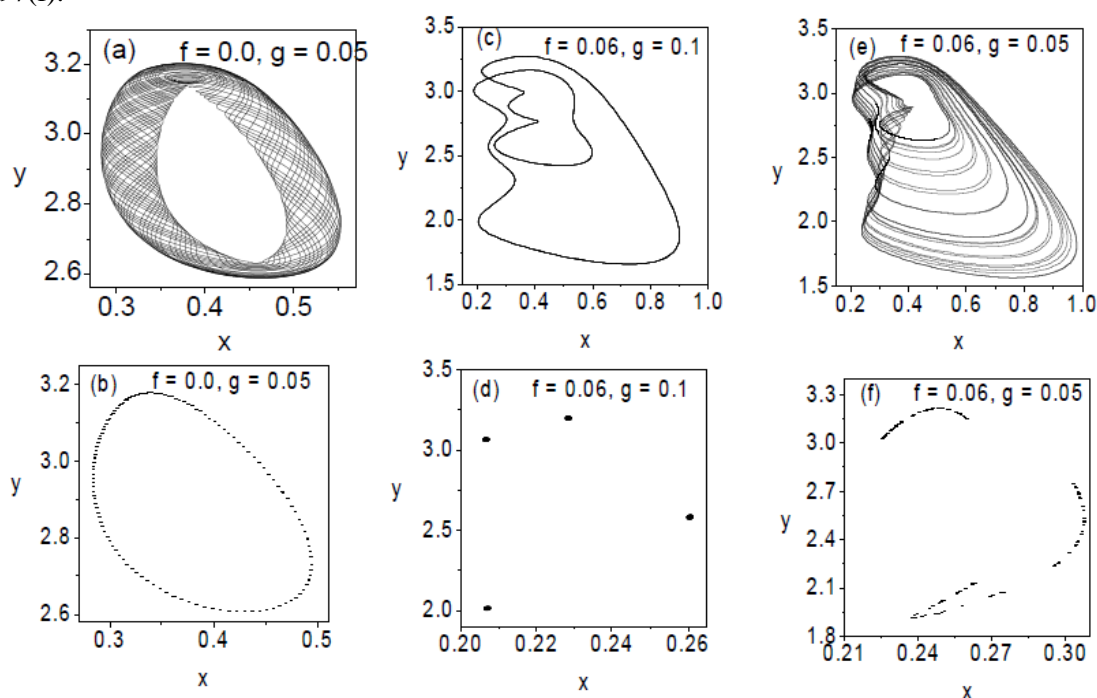 (a)
f = 0.0, g = 0.05
3.2
3.0
2.8
2.6
y
0.3
0.4
0.5
x
(c)
f = 0.06, g = 0.1
3.5
3.0
2.5
2.0
1.5
y
0.2
0.4
0.6
0.8
1.0
x
(e)
f = 0.06, g = 0.05
3.5
3.0
2.5
2.0
1.5
y
0.2
0.4
0.6
0.8
1.0
x
(b)
f = 0.0, g = 0.05
3.2
3.0
2.8
2.6
y
0.3
0.4
0.5
x
(d)
f = 0.06, g = 0.1
3.5
3.0
2.5
2.0
y
0.20
0.22
0.24
0.26
x
(f)
f = 0.06, g = 0.05
3.3
3.0
2.7
2.4
2.1
1.8
y
0.21
0.24
0.27
0.30
x